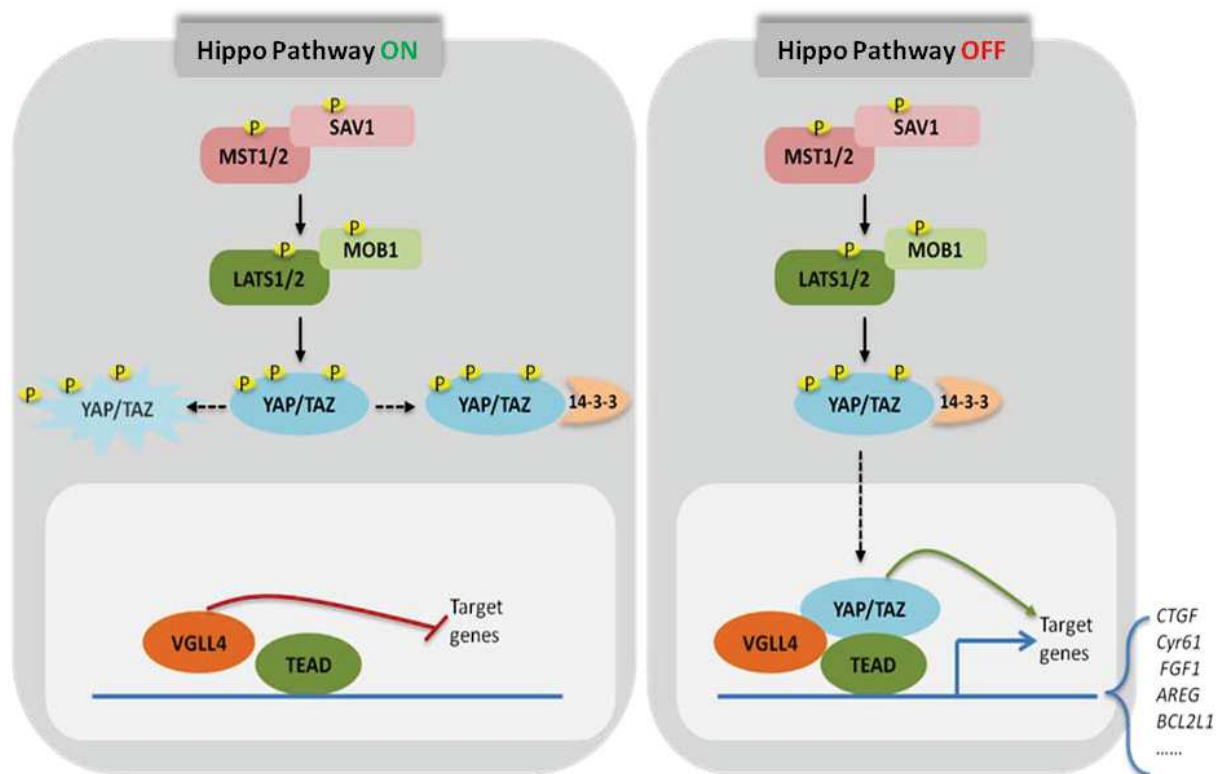 Hippo Pathway ON
P
SAV1
P
MST1/2
P
MOB1
P
LATS1/2
P
P
P
YAP/TAZ
P
P
P
YAP/TAZ
P
P
P
YAP/TAZ
14-3-3
VGLL4
TEAD
Target
genes
Hippo Pathway OFF
P
SAV1
P
MST1/2
P
MOB1
P
LATS1/2
P
P
P
YAP/TAZ
14-3-3
YAP/TAZ
VGLL4
TEAD
Target
genes
CTGF
Cyr61
FGF1
AREG
BCL2L1
......